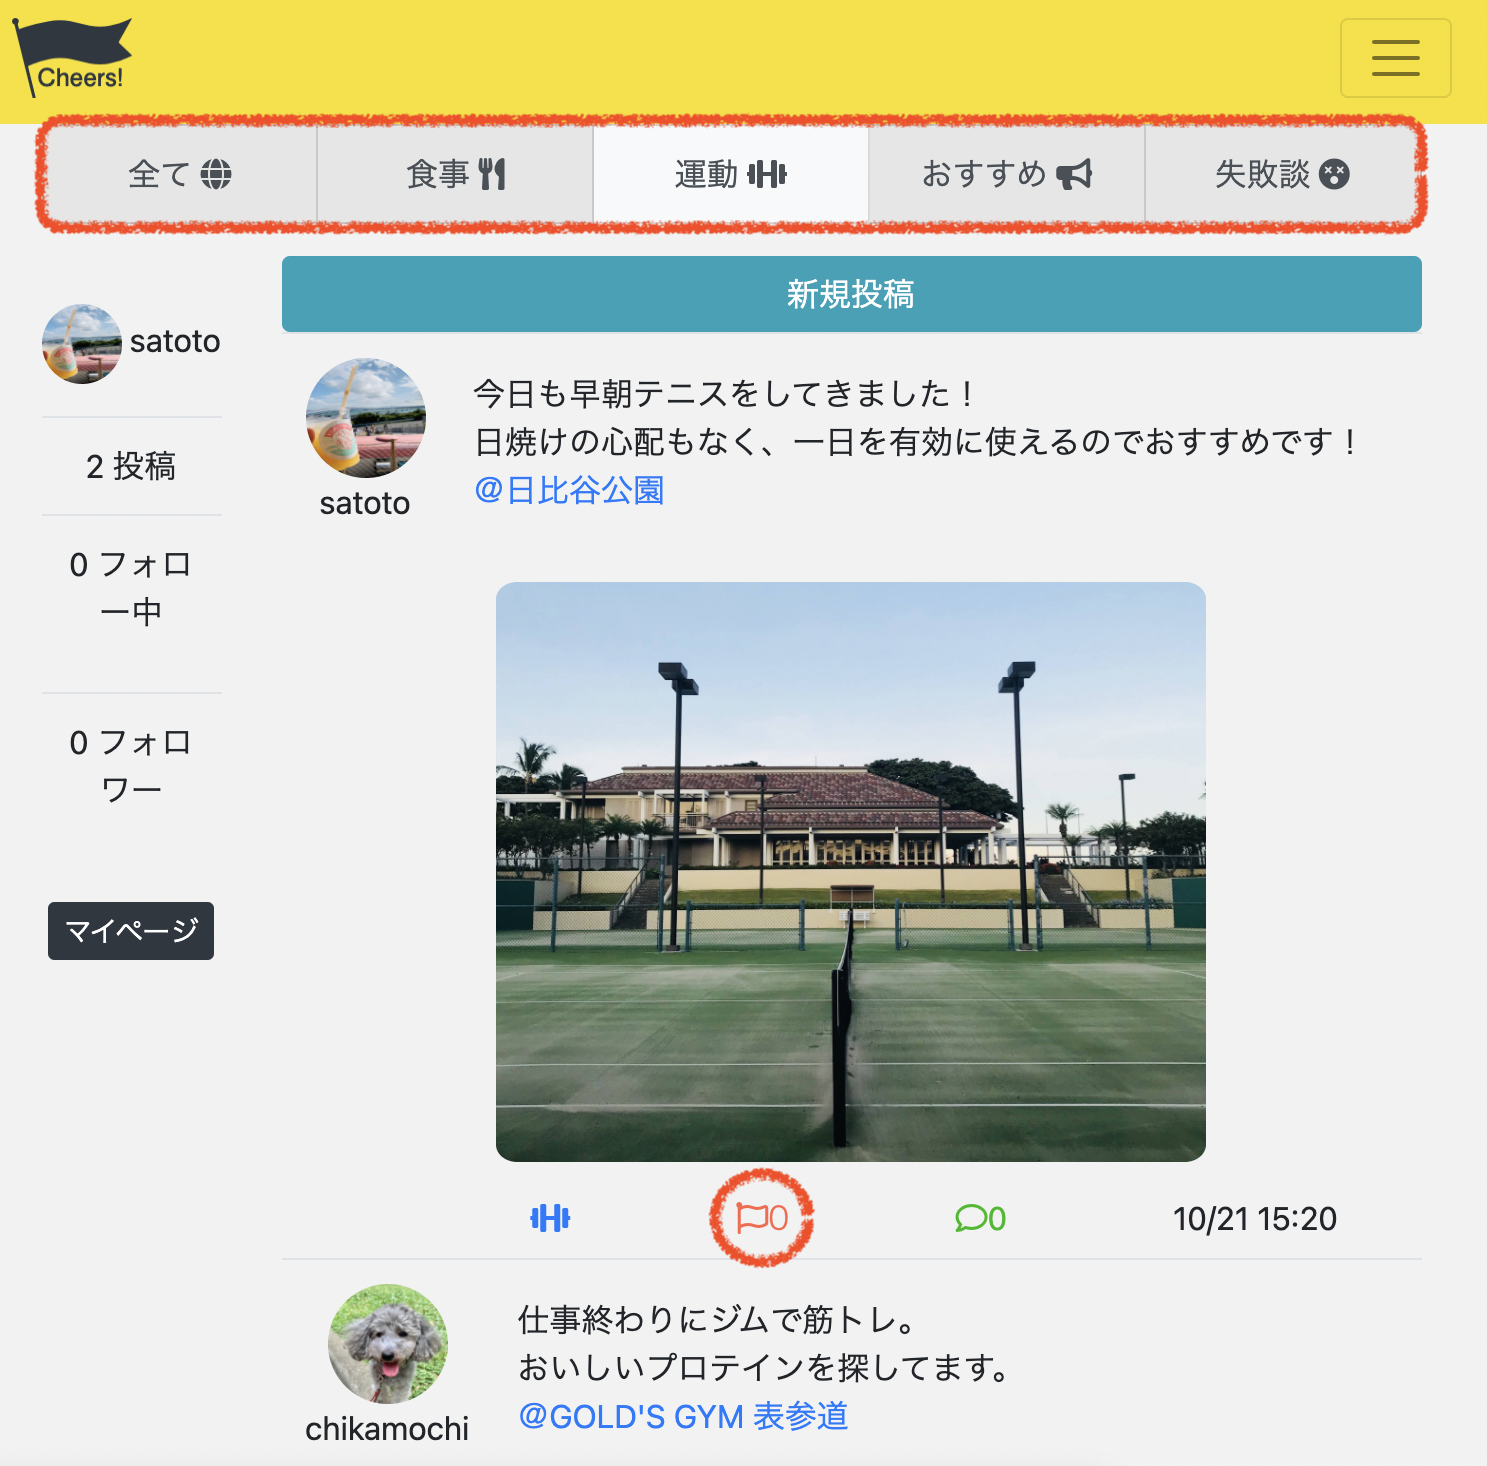 Cheers!
全て
食事
運動
おすすめ
失敗談
新規投稿
satoto
2 投稿
0 フォロ
ー中
0 フォロ
ワー
マイページ
satoto
今日も早朝テニスをしてきました！
日焼けの心配もなく、一日を有効に使えるのでおすすめです！
@日比谷公園
0
0
10/21 15:20
chikamochi
仕事終わりにジムで筋トレ。
おいしいプロテインを探してます。
@GOLD'S GYM 表参道